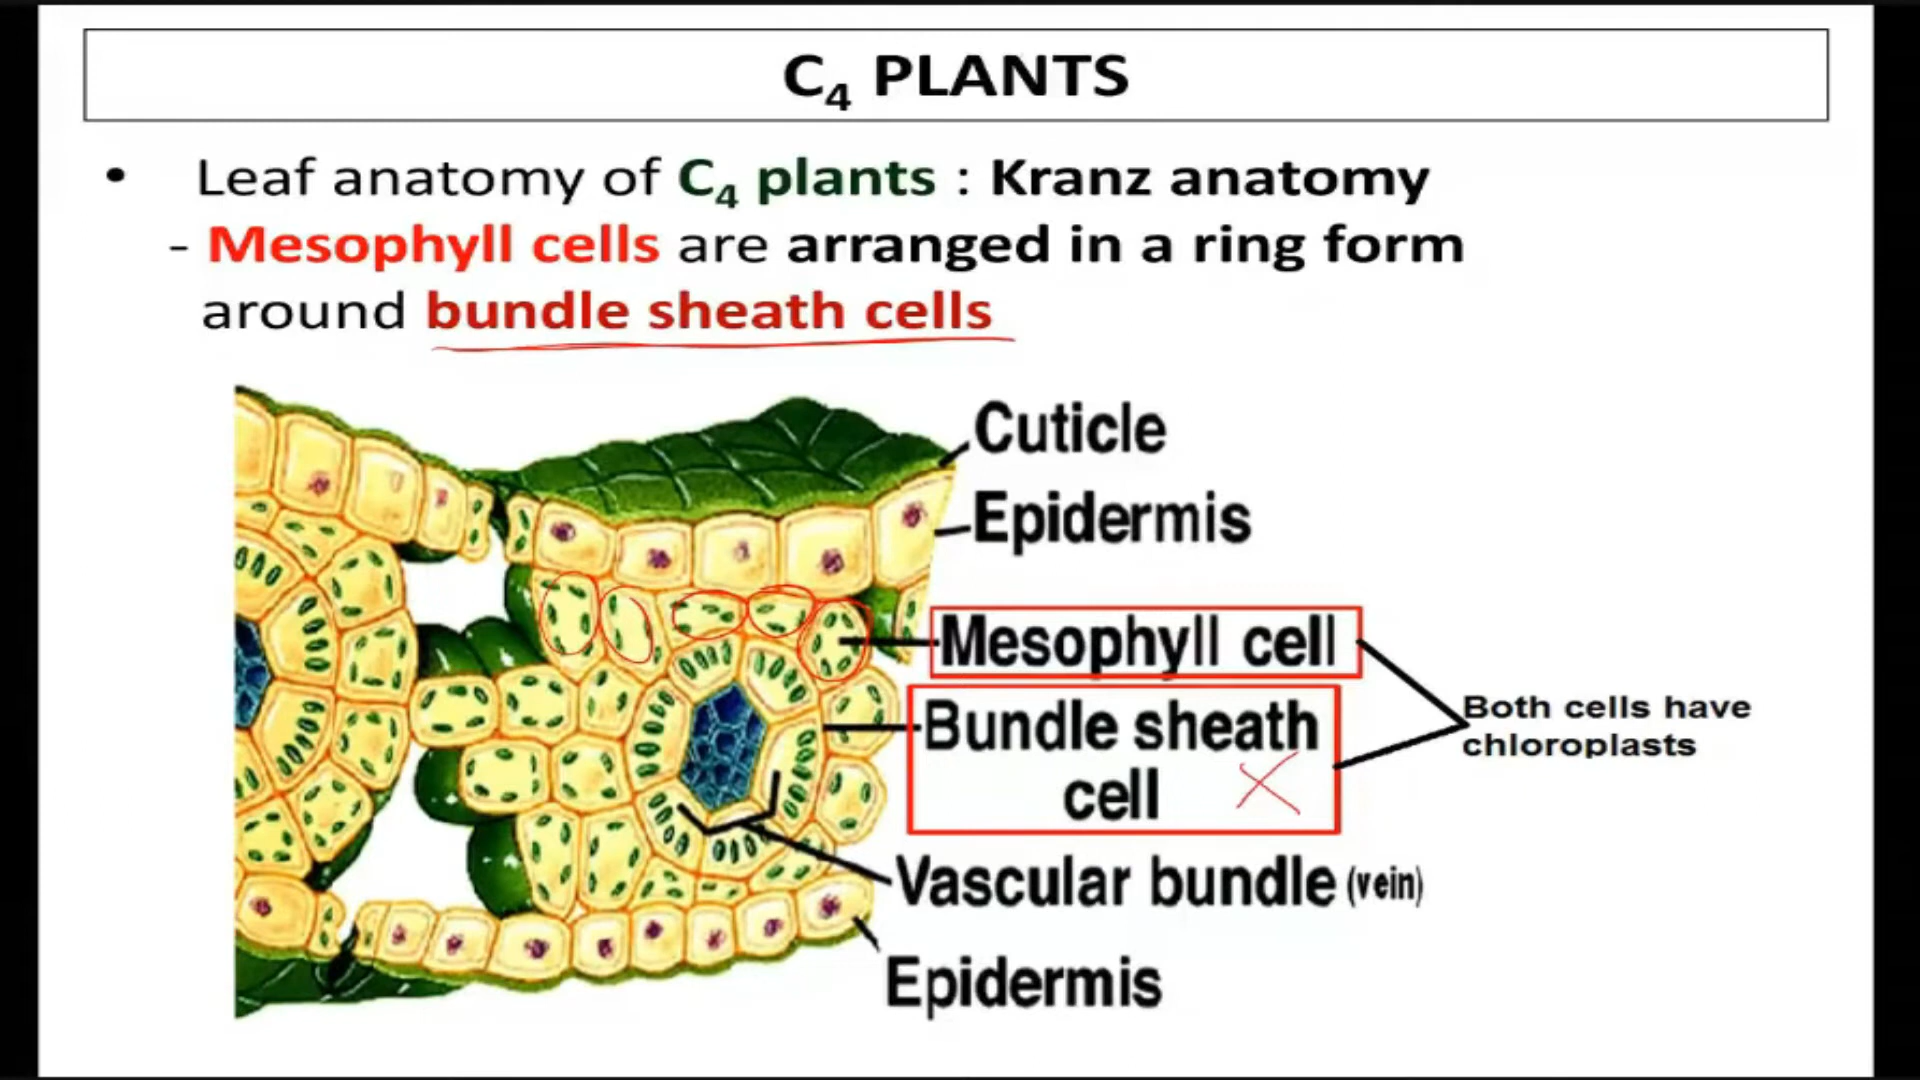 C₄ PLANTS
• Leaf anatomy of C₄ plants : Kranz anatomy
- Mesophyll cells are arranged in a ring form
around bundle sheath cells
Cuticle
Epidermis
Mesophyll cell
Bundle sheath
cell
Both cells have
chloroplasts
Vascular bundle (vein)
Epidermis